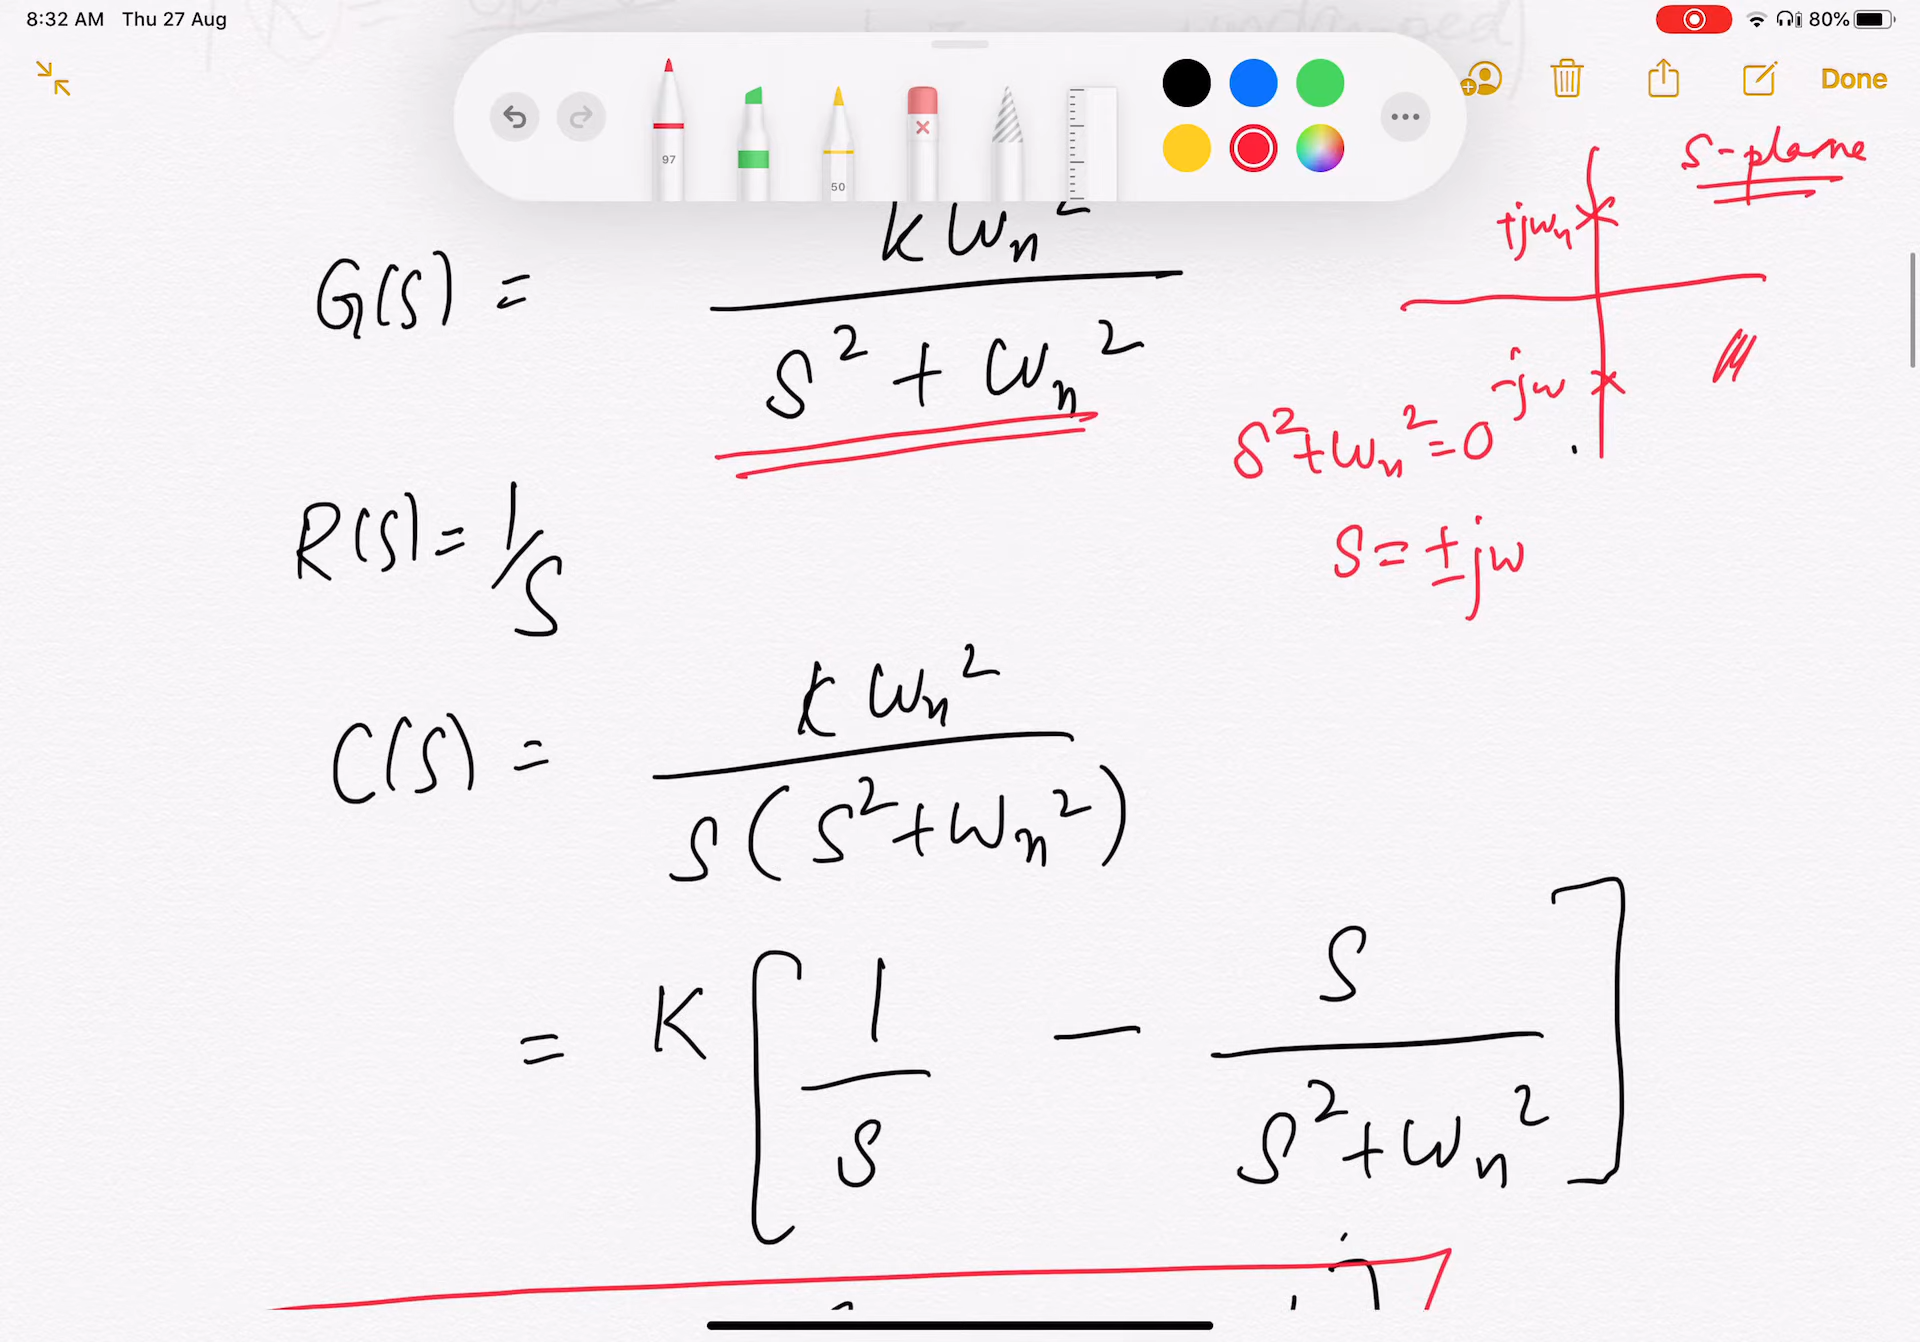 8:32 AM Thu 27 Aug
80%
Done
97
50
S-plane
+jωn
G(S) = kωn² / S² + ωn²
-jω
S²+ωn²=0
S = ±jω
R(S) = 1/S
C(S) = kωn² / S(S²+ωn²)
= K[1/S − S / S²+ωn²]